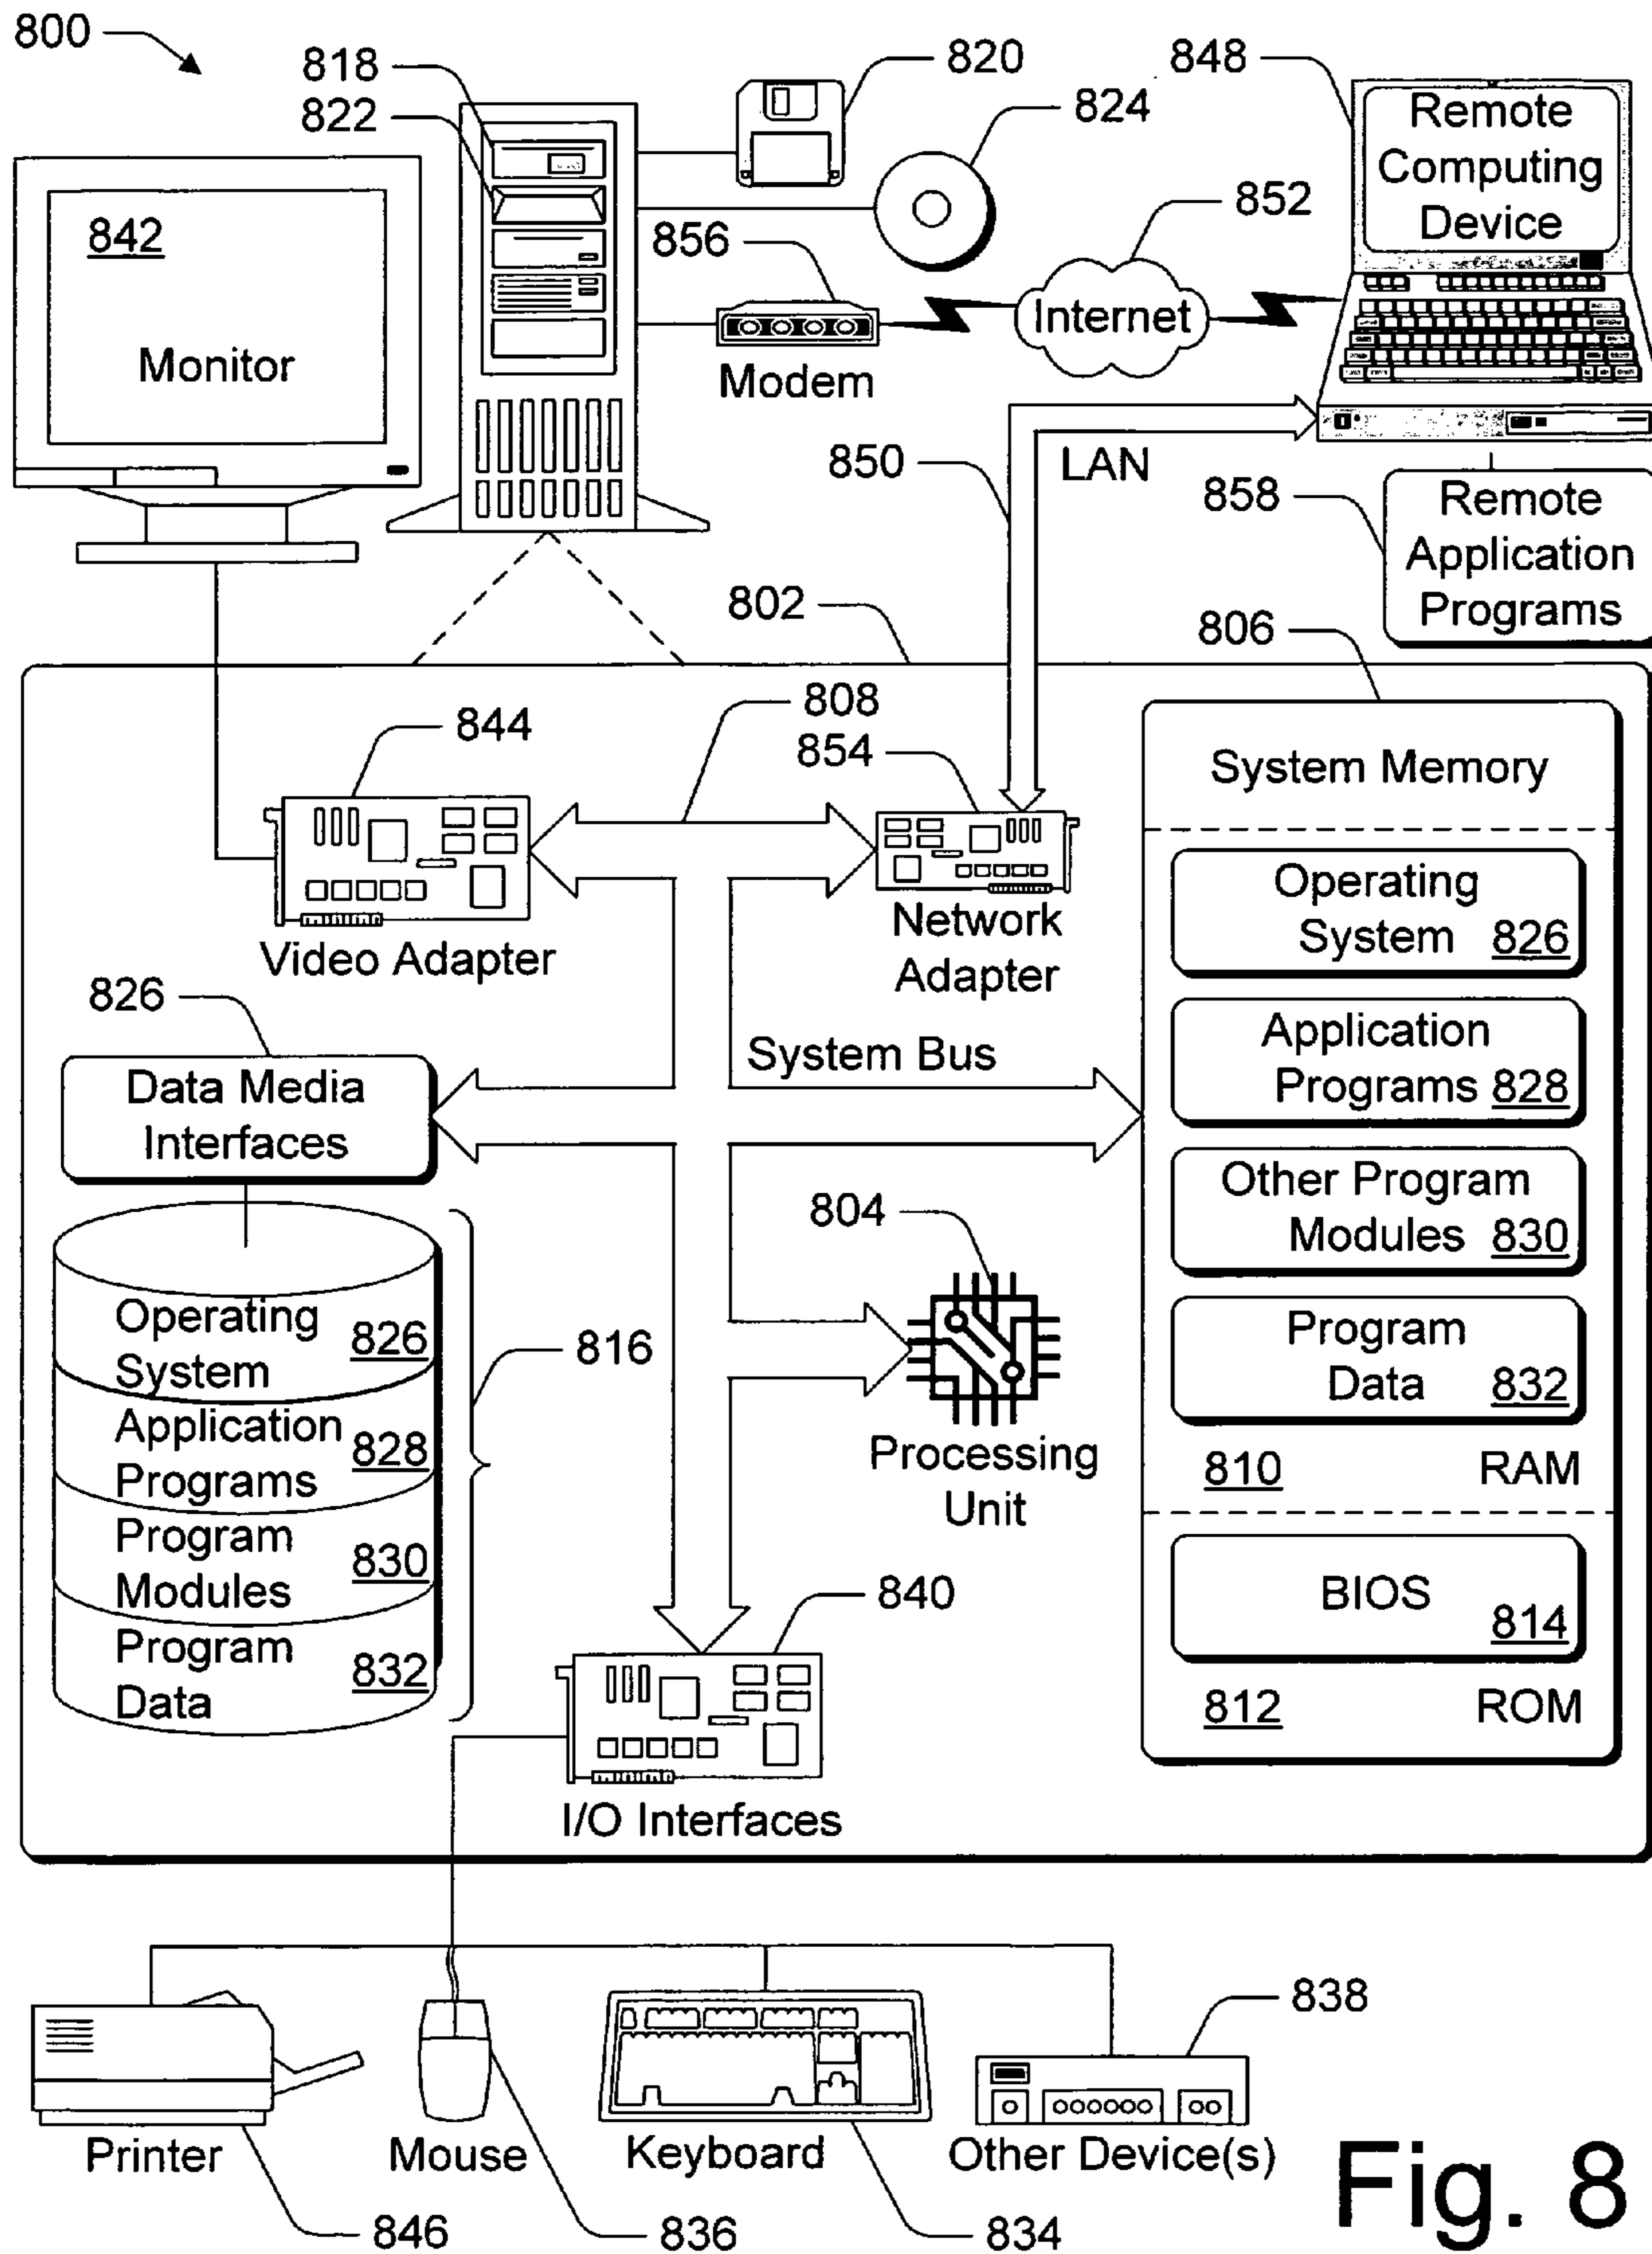 800
818
822
820
824
848
Remote
Computing
Device
842
Monitor
856
Modem
852
Internet
850
LAN
858
Remote
Application
Programs
802
806
808
844
854
Video Adapter
Network
Adapter
System Memory
Operating
System 826
Application
Programs 828
Other Program
Modules 830
Program
Data 832
810 RAM
BIOS
814
812 ROM
826
Data Media
Interfaces
System Bus
804
Processing
Unit
Operating
System 826
Application
Programs 828
Program
Modules 830
Program
Data 832
816
840
I/O Interfaces
838
Printer
Mouse
Keyboard
Other Device(s)
846
836
834
Fig. 8